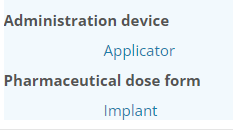 Administration device
Applicator
Pharmaceutical dose form
Implant